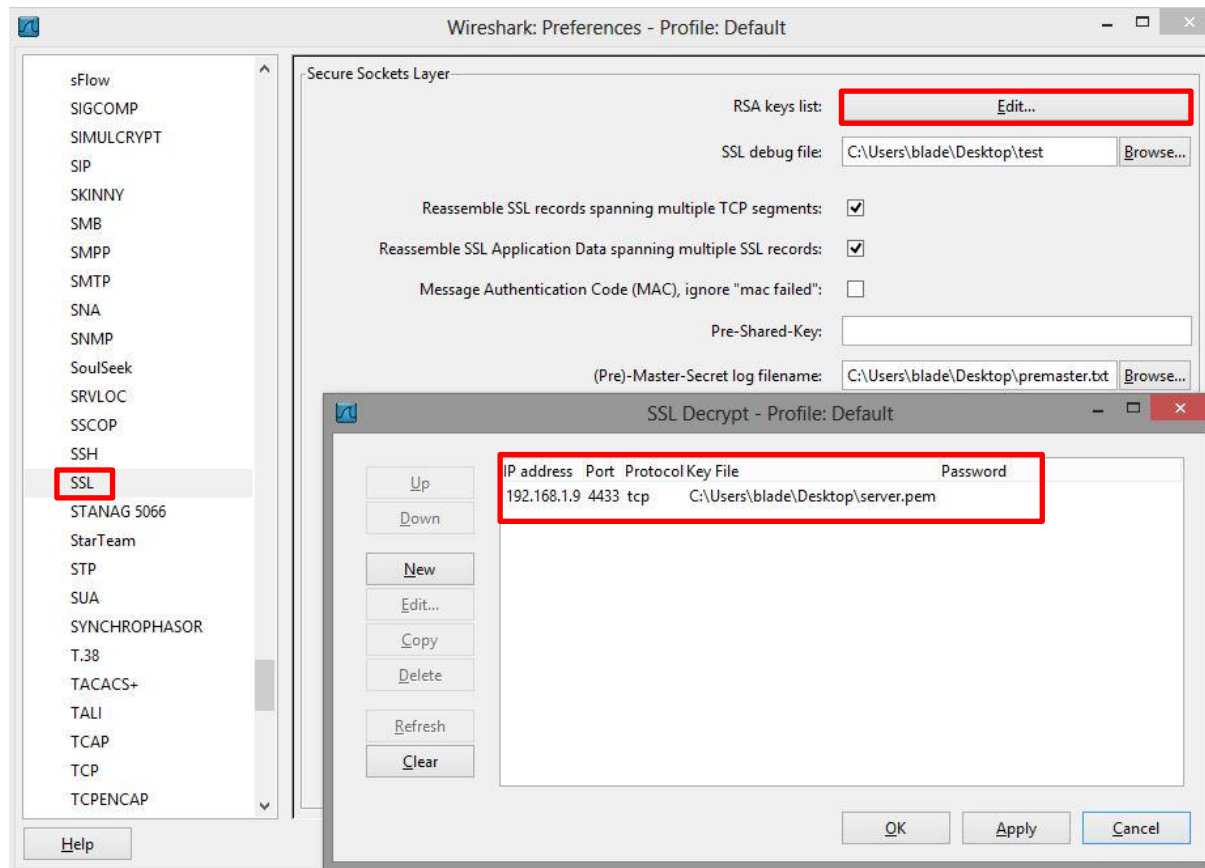 Wireshark: Preferences - Profile: Default
sFlow
SIGCOMP
SIMULCRYPT
SIP
SKINNY
SMB
SMPP
SMTP
SNA
SNMP
SoulSeek
SRVLOC
SSCOP
SSH
SSL
STANAG 5066
StarTeam
STP
SUA
SYNCHROPHASOR
T.38
TACACS+
TALI
TCAP
TCP
TCPENCAP
Help
Secure Sockets Layer
RSA keys list: Edit...
SSL debug file: C:\Users\blade\Desktop\test Browse...
Reassemble SSL records spanning multiple TCP segments:
Reassemble SSL Application Data spanning multiple SSL records:
Message Authentication Code (MAC), ignore "mac failed":
Pre-Shared-Key:
(Pre)-Master-Secret log filename: C:\Users\blade\Desktop\premaster.txt Browse...
SSL Decrypt - Profile: Default
Up
Down
New
Edit...
Copy
Delete
Refresh
Clear
IP address Port Protocol Key File Password
192.168.1.9 4433 tcp C:\Users\blade\Desktop\server.pem
OK Apply Cancel